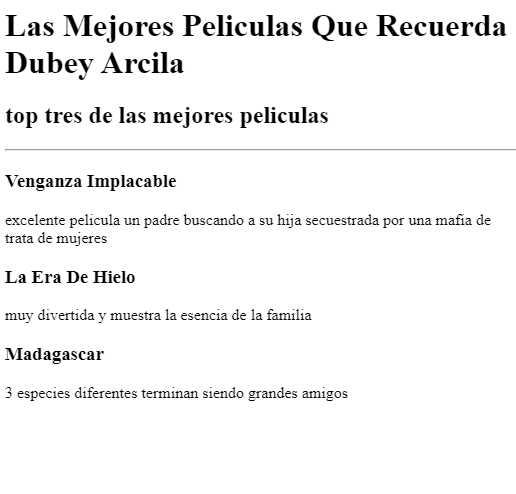 Las Mejores Peliculas Que Recuerda
Dubey Arcila
top tres de las mejores peliculas
Venganza Implacable
excelente pelicula un padre buscando a su hija secuestrada por una mafia de
trata de mujeres
La Era De Hielo
muy divertida y muestra la esencia de la familia
Madagascar
3 especies diferentes terminan siendo grandes amigos